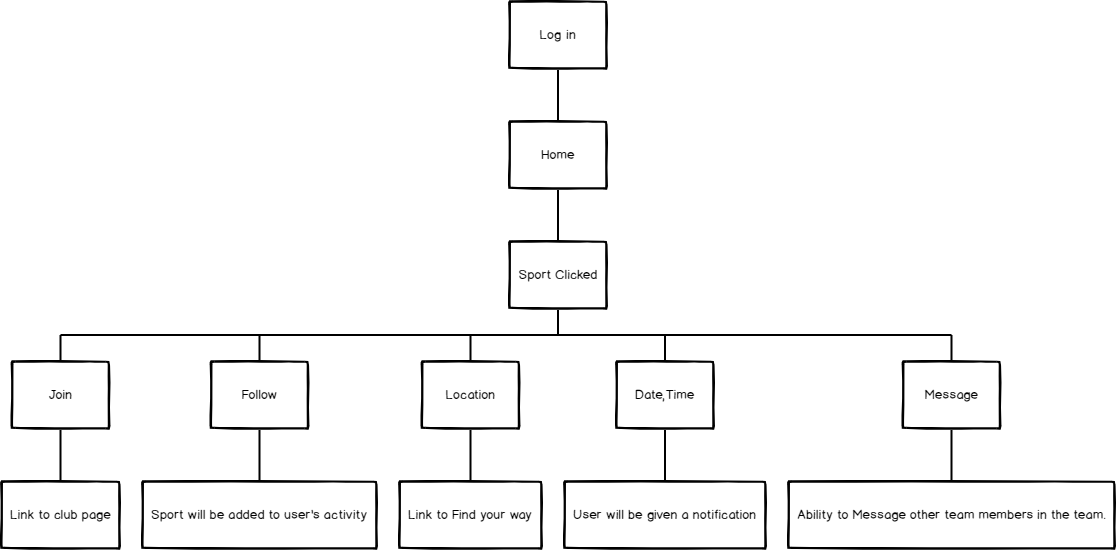 Log in
Home
Sport Clicked
Join
Follow
Location
Date,Time
Message
Link to club page
Sport will be added to user's activity
Link to Find your way
User will be given a notification
Ability to Message other team members in the team.